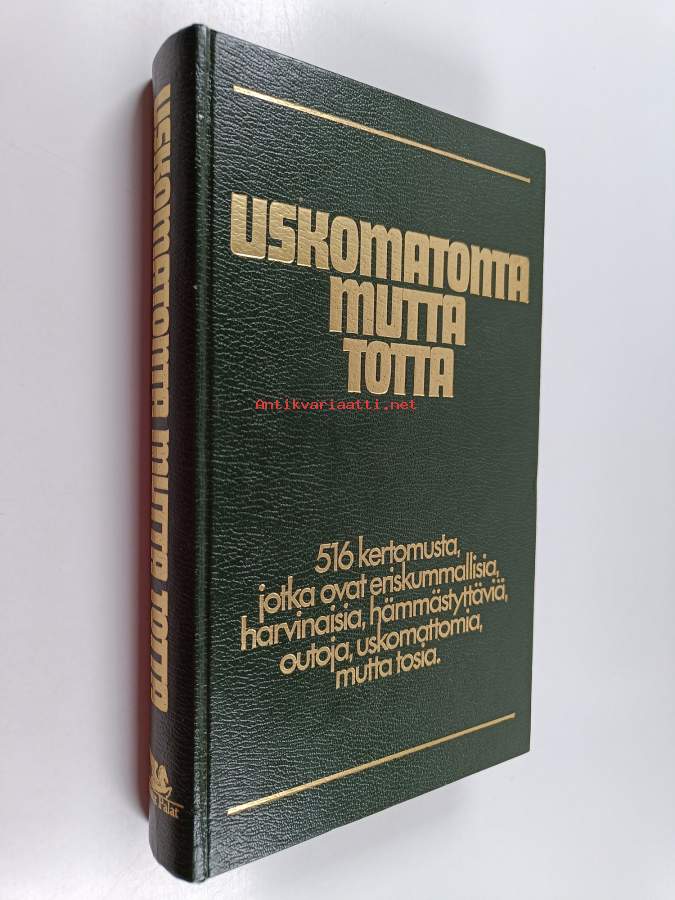 USKOMATONTA
MUTTA
TOTTA
516 kertomusta,
jotka ovat eriskummallisia,
harvinaisia, hämmästyttäviä,
outoja, uskomattomia,
mutta tosia.
USKOMATONTA MUTTA TOTTA
Palat
Antikvariaatti.net